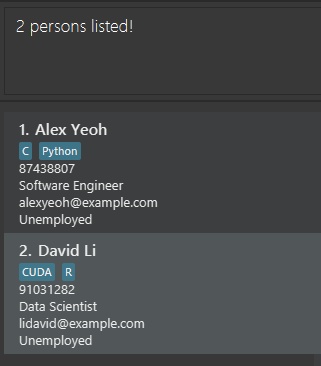 2 persons listed!
1. Alex Yeoh
C Python
87438807
Software Engineer
alexyeoh@example.com
Unemployed
2. David Li
CUDA R
91031282
Data Scientist
lidavid@example.com
Unemployed